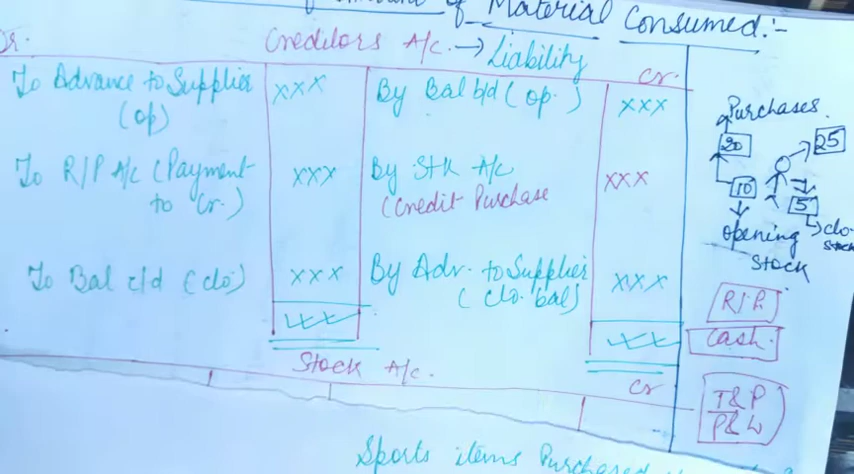 of Material Consumed:-
Dr. Creditors A/c. → Liability
Cr.
To Advance to Supplier xxx By Bal b/d (op.) xxx
(op)
To R/P A/c (Payment xxx By Stk A/c xxx
to Cr.) (Credit Purchase
To Bal c/d (clo) xxx By Adv. to Supplier xxx
(clo. bal)
xxx xxx
Stock A/c.
Cr
Sports items Purchased
Purchases.
20 25
10 5
opening → clo.
Stock stock
R/P.
Cash.
T&P
P&L